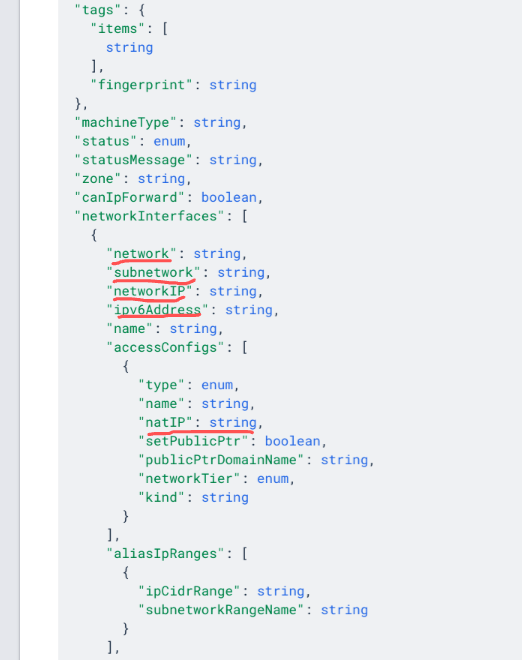 "tags": {
"items": [
string
],
"fingerprint": string
},
"machineType": string,
"status": enum,
"statusMessage": string,
"zone": string,
"canIpForward": boolean,
"networkInterfaces": [
{
"network": string,
"subnetwork": string,
"networkIP": string,
"ipv6Address": string,
"name": string,
"accessConfigs": [
{
"type": enum,
"name": string,
"natIP": string,
"setPublicPtr": boolean,
"publicPtrDomainName": string,
"networkTier": enum,
"kind": string
}
],
"aliasIpRanges": [
{
"ipCidrRange": string,
"subnetworkRangeName": string
}
],